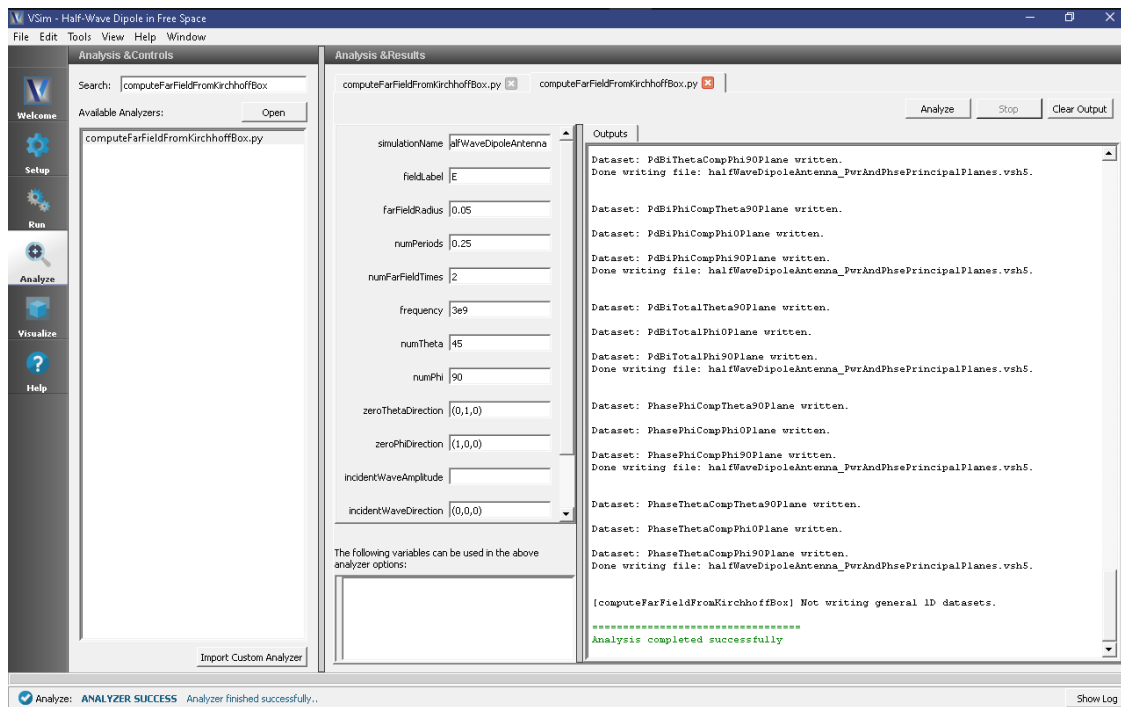 VSim - Half-Wave Dipole in Free Space
File Edit Tools View Help Window
Analysis &Controls
Search: computeFarFieldFromKirchhoffBox
Available Analyzers: Open
computeFarFieldFromKirchhoffBox.py
Import Custom Analyzer
Welcome
Setup
Run
Analyze
Visualize
Help
Analysis &Results
computeFarFieldFromKirchhoffBox.py computeFarFieldFromKirchhoffBox.py
Analyze Stop Clear Output
simulationName alfWaveDipoleAntenna
fieldLabel E
farFieldRadius 0.05
numPeriods 0.25
numFarFieldTimes 2
frequency 3e9
numTheta 45
numPhi 90
zeroThetaDirection (0,1,0)
zeroPhiDirection (1,0,0)
incidentWaveAmplitude
incidentWaveDirection (0,0,0)
The following variables can be used in the above
analyzer options:
Outputs
Dataset: PdBiThetaCompPhi90Plane written.
Done writing file: halfWaveDipoleAntenna_PwrAndPhsePrincipalPlanes.vsh5.
Dataset: PdBiPhiCompTheta90Plane written.
Dataset: PdBiPhiCompPhi0Plane written.
Dataset: PdBiPhiCompPhi90Plane written.
Done writing file: halfWaveDipoleAntenna_PwrAndPhsePrincipalPlanes.vsh5.
Dataset: PdBiTotalTheta90Plane written.
Dataset: PdBiTotalPhi0Plane written.
Dataset: PdBiTotalPhi90Plane written.
Done writing file: halfWaveDipoleAntenna_PwrAndPhsePrincipalPlanes.vsh5.
Dataset: PhasePhiCompTheta90Plane written.
Dataset: PhasePhiCompPhi0Plane written.
Dataset: PhasePhiCompPhi90Plane written.
Done writing file: halfWaveDipoleAntenna_PwrAndPhsePrincipalPlanes.vsh5.
Dataset: PhaseThetaCompTheta90Plane written.
Dataset: PhaseThetaCompPhi0Plane written.
Dataset: PhaseThetaCompPhi90Plane written.
Done writing file: halfWaveDipoleAntenna_PwrAndPhsePrincipalPlanes.vsh5.
[computeFarFieldFromKirchhoffBox] Not writing general 1D datasets.
==================================
Analysis completed successfully
Analyze: ANALYZER SUCCESS Analyzer finished successfully..
Show Log